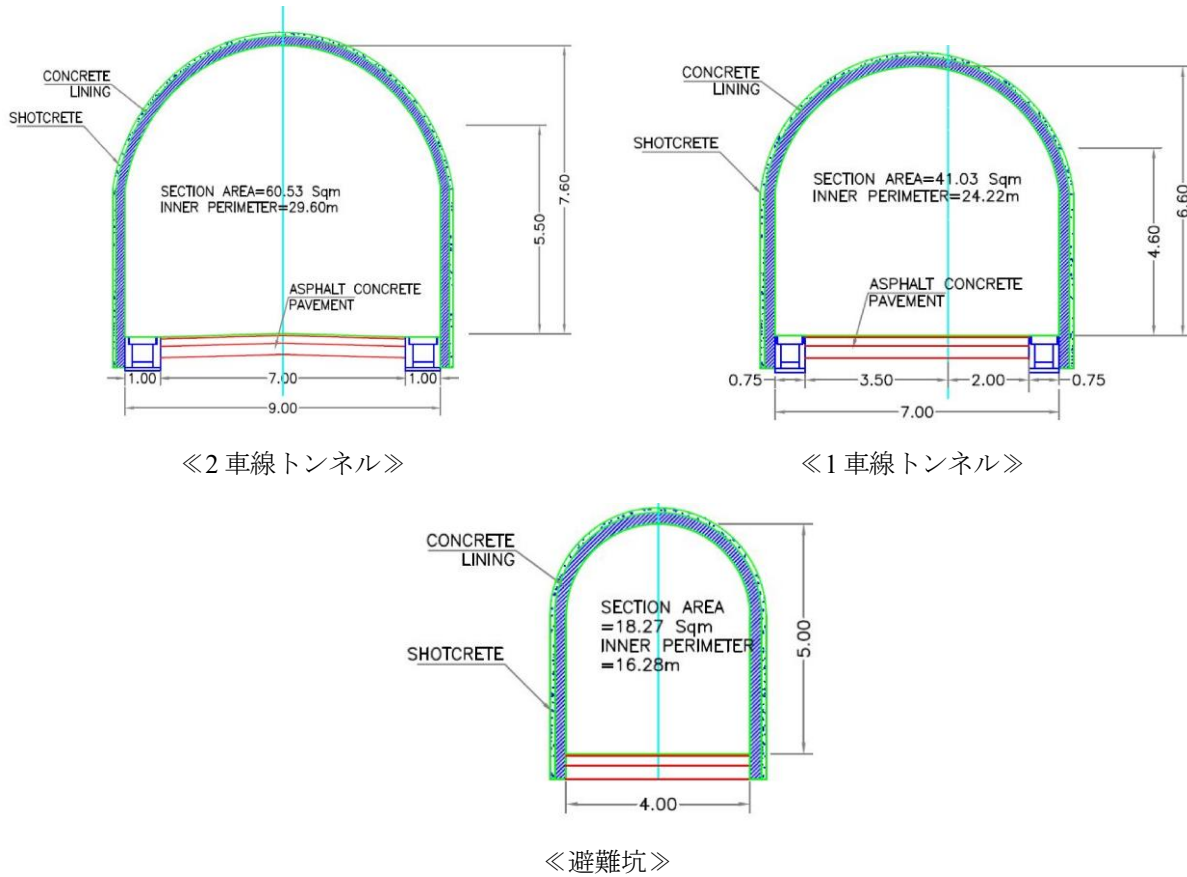 CONCRETE
LINING
SHOTCRETE
SECTION AREA=60.53 Sqm
INNER PERIMETER=29.60m
ASPHALT CONCRETE
PAVEMENT
7.60
5.50
1.00
7.00
1.00
9.00
≪2 車線トンネル≫
CONCRETE
LINING
SHOTCRETE
SECTION AREA=41.03 Sqm
INNER PERIMETER=24.22m
ASPHALT CONCRETE
PAVEMENT
6.60
4.60
0.75
3.50
2.00
0.75
7.00
≪1 車線トンネル≫
CONCRETE
LINING
SHOTCRETE
SECTION AREA
=18.27 Sqm
INNER PERIMETER
=16.28m
5.00
4.00
≪避難坑≫